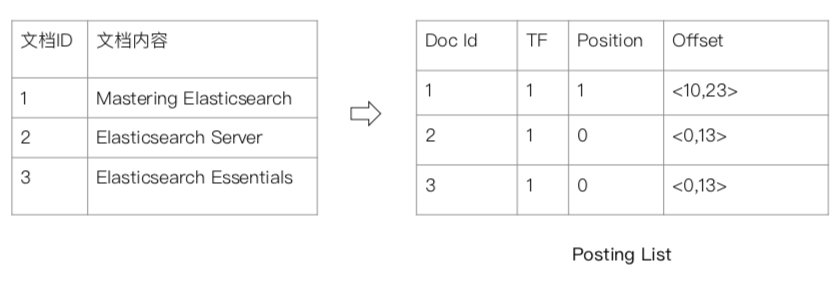 文档ID 文档内容
1 Mastering Elasticsearch
2 Elasticsearch Server
3 Elasticsearch Essentials
Doc Id TF Position Offset
1 1 1 <10,23>
2 1 0 <0,13>
3 1 0 <0,13>
Posting List